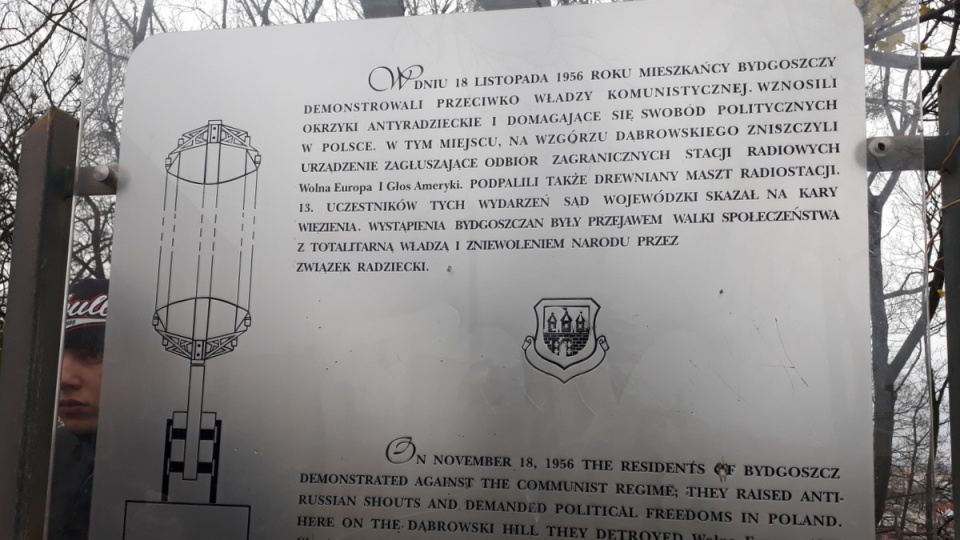 W DNIU 18 LISTOPADA 1956 ROKU MIESZKAŃCY BYDGOSZCZY
DEMONSTROWALI PRZECIWKO WŁADZY KOMUNISTYCZNEJ. WZNOSILI
OKRZYKI ANTYRADZIECKIE I DOMAGAJĄCE SIĘ SWOBÓD POLITYCZNYCH
W POLSCE. W TYM MIEJSCU, NA WZGÓRZU DĄBROWSKIEGO ZNISZCZYLI
URZĄDZENIE ZAGŁUSZAJĄCE ODBIÓR ZAGRANICZNYCH STACJI RADIOWYCH
Wolna Europa I Głos Ameryki. PODPALILI TAKŻE DREWNIANY MASZT RADIOSTACJI.
13. UCZESTNIKÓW TYCH WYDARZEŃ SĄD WOJEWÓDZKI SKAZAŁ NA KARY
WIĘZIENIA. WYSTĄPIENIA BYDGOSZCZAN BYŁY PRZEJAWEM WALKI SPOŁECZEŃSTWA
Z TOTALITARNĄ WŁADZĄ I ZNIEWOLENIEM NARODU PRZEZ
ZWIĄZEK RADZIECKI.
ON NOVEMBER 18, 1956 THE RESIDENTS OF BYDGOSZCZ
DEMONSTRATED AGAINST THE COMMUNIST REGIME; THEY RAISED ANTI-
RUSSIAN SHOUTS AND DEMANDED POLITICAL FREEDOMS IN POLAND.
HERE ON THE DĄBROWSKI HILL THEY DETROYED Wolna